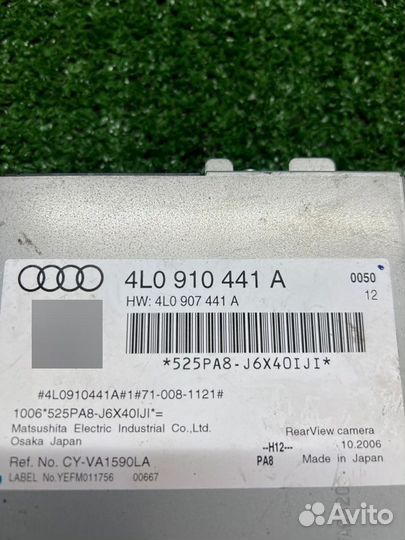 4L0 910 441 A
0050
HW: 4L0 907 441 A
12
*525PA8-J6X40IJI*
#4L0910441A#1#71-008-1121#
1006*525PA8-J6X40IJI*=
Matsushita Electric Industrial Co.,Ltd.
RearView camera
Osaka Japan
--H12---
10.2006
Ref. No. CY-VA1590LA
PA8
Made in Japan
LABEL No.YEFM011756
00667
Avito